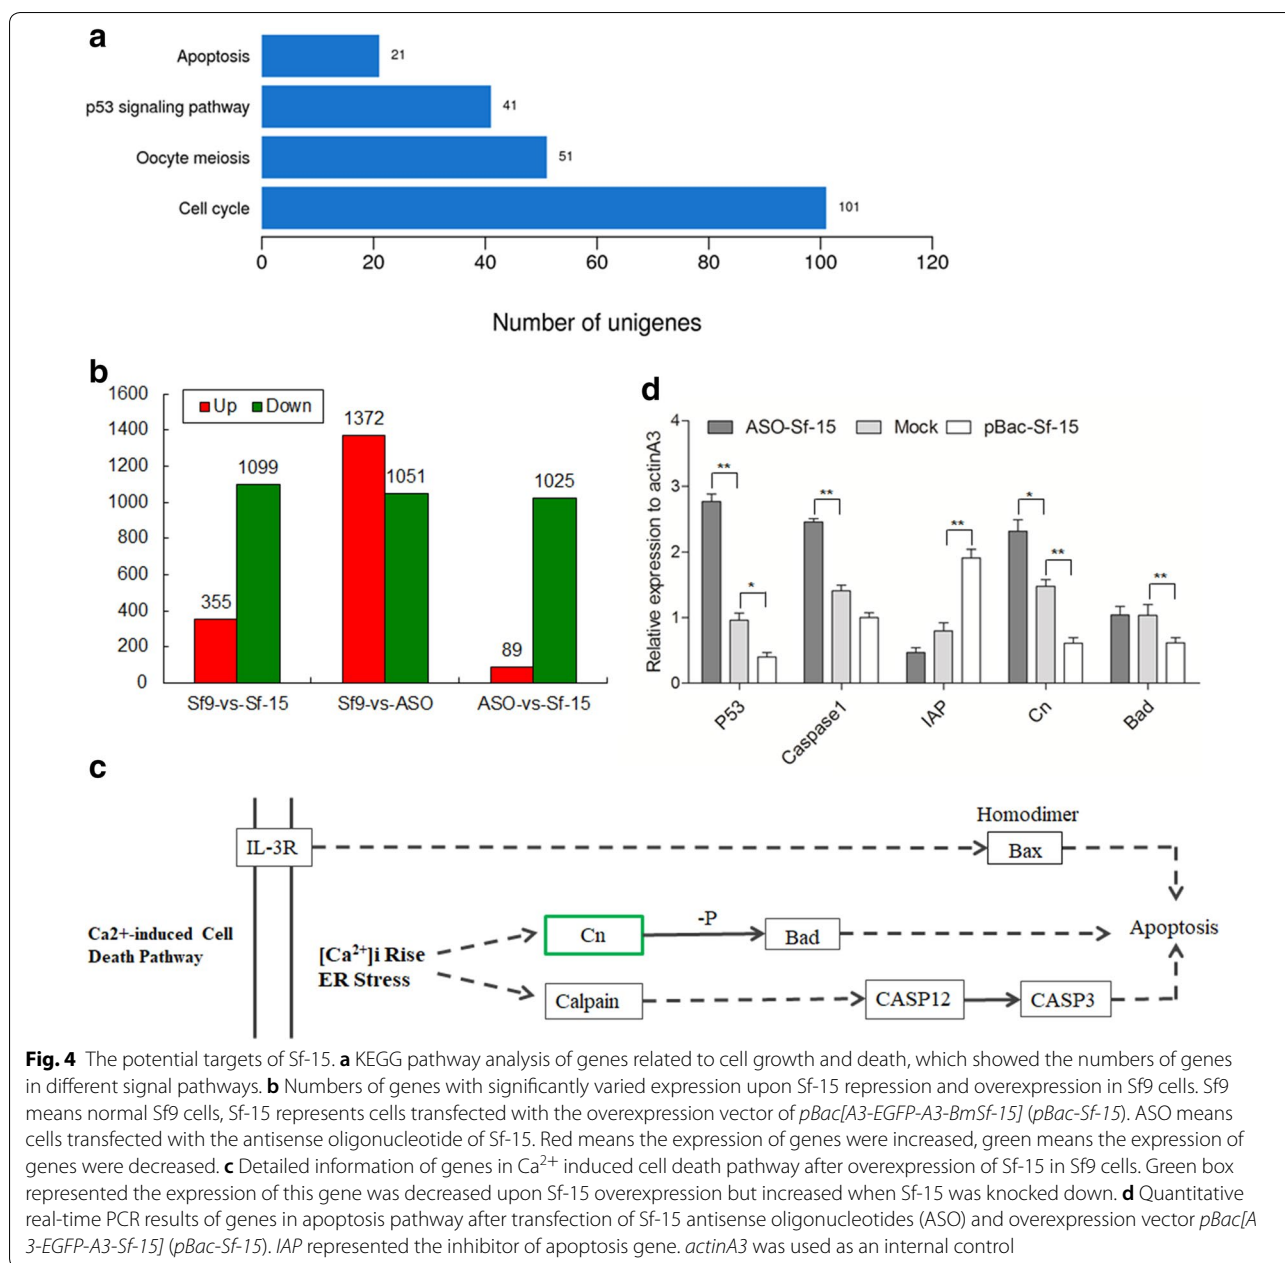 a
Apoptosis 21
p53 signaling pathway 41
Oocyte meiosis 51
Cell cycle 101
0 20 40 60 80 100 120
Number of unigenes
b
1600
1400
1200
1000
800
600
400
200
0
Up Down
355 1099 1372 1051 89 1025
Sf9-vs-Sf-15 Sf9-vs-ASO ASO-vs-Sf-15
d
Relative expression to actinA3
4
3
2
1
0
ASO-Sf-15 Mock pBac-Sf-15
** * ** ** * ** **
P53 Caspase1 IAP Cn Bad
c
Homodimer
IL-3R Bax
Ca2+-induced Cell
Death Pathway
[Ca²⁺]i Rise
ER Stress
Cn -P Bad Apoptosis
Calpain CASP12 CASP3
Fig. 4 The potential targets of Sf-15. a KEGG pathway analysis of genes related to cell growth and death, which showed the numbers of genes
in different signal pathways. b Numbers of genes with significantly varied expression upon Sf-15 repression and overexpression in Sf9 cells. Sf9
means normal Sf9 cells, Sf-15 represents cells transfected with the overexpression vector of pBac[A3-EGFP-A3-BmSf-15] (pBac-Sf-15). ASO means
cells transfected with the antisense oligonucleotide of Sf-15. Red means the expression of genes were increased, green means the expression of
genes were decreased. c Detailed information of genes in Ca²⁺ induced cell death pathway after overexpression of Sf-15 in Sf9 cells. Green box
represented the expression of this gene was decreased upon Sf-15 overexpression but increased when Sf-15 was knocked down. d Quantitative
real-time PCR results of genes in apoptosis pathway after transfection of Sf-15 antisense oligonucleotides (ASO) and overexpression vector pBac[A
3-EGFP-A3-Sf-15] (pBac-Sf-15). IAP represented the inhibitor of apoptosis gene. actinA3 was used as an internal control